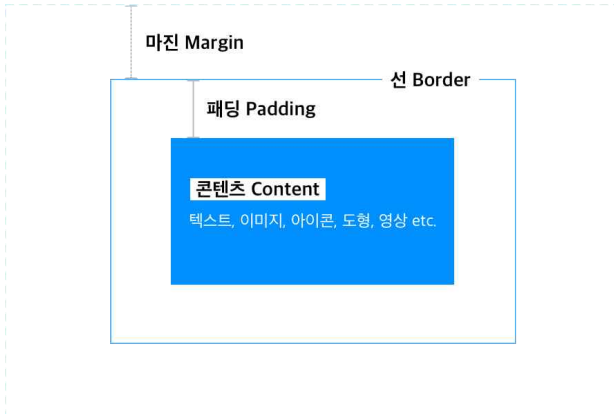 마진 Margin
선 Border
패딩 Padding
콘텐츠 Content
텍스트, 이미지, 아이콘, 도형, 영상 etc.